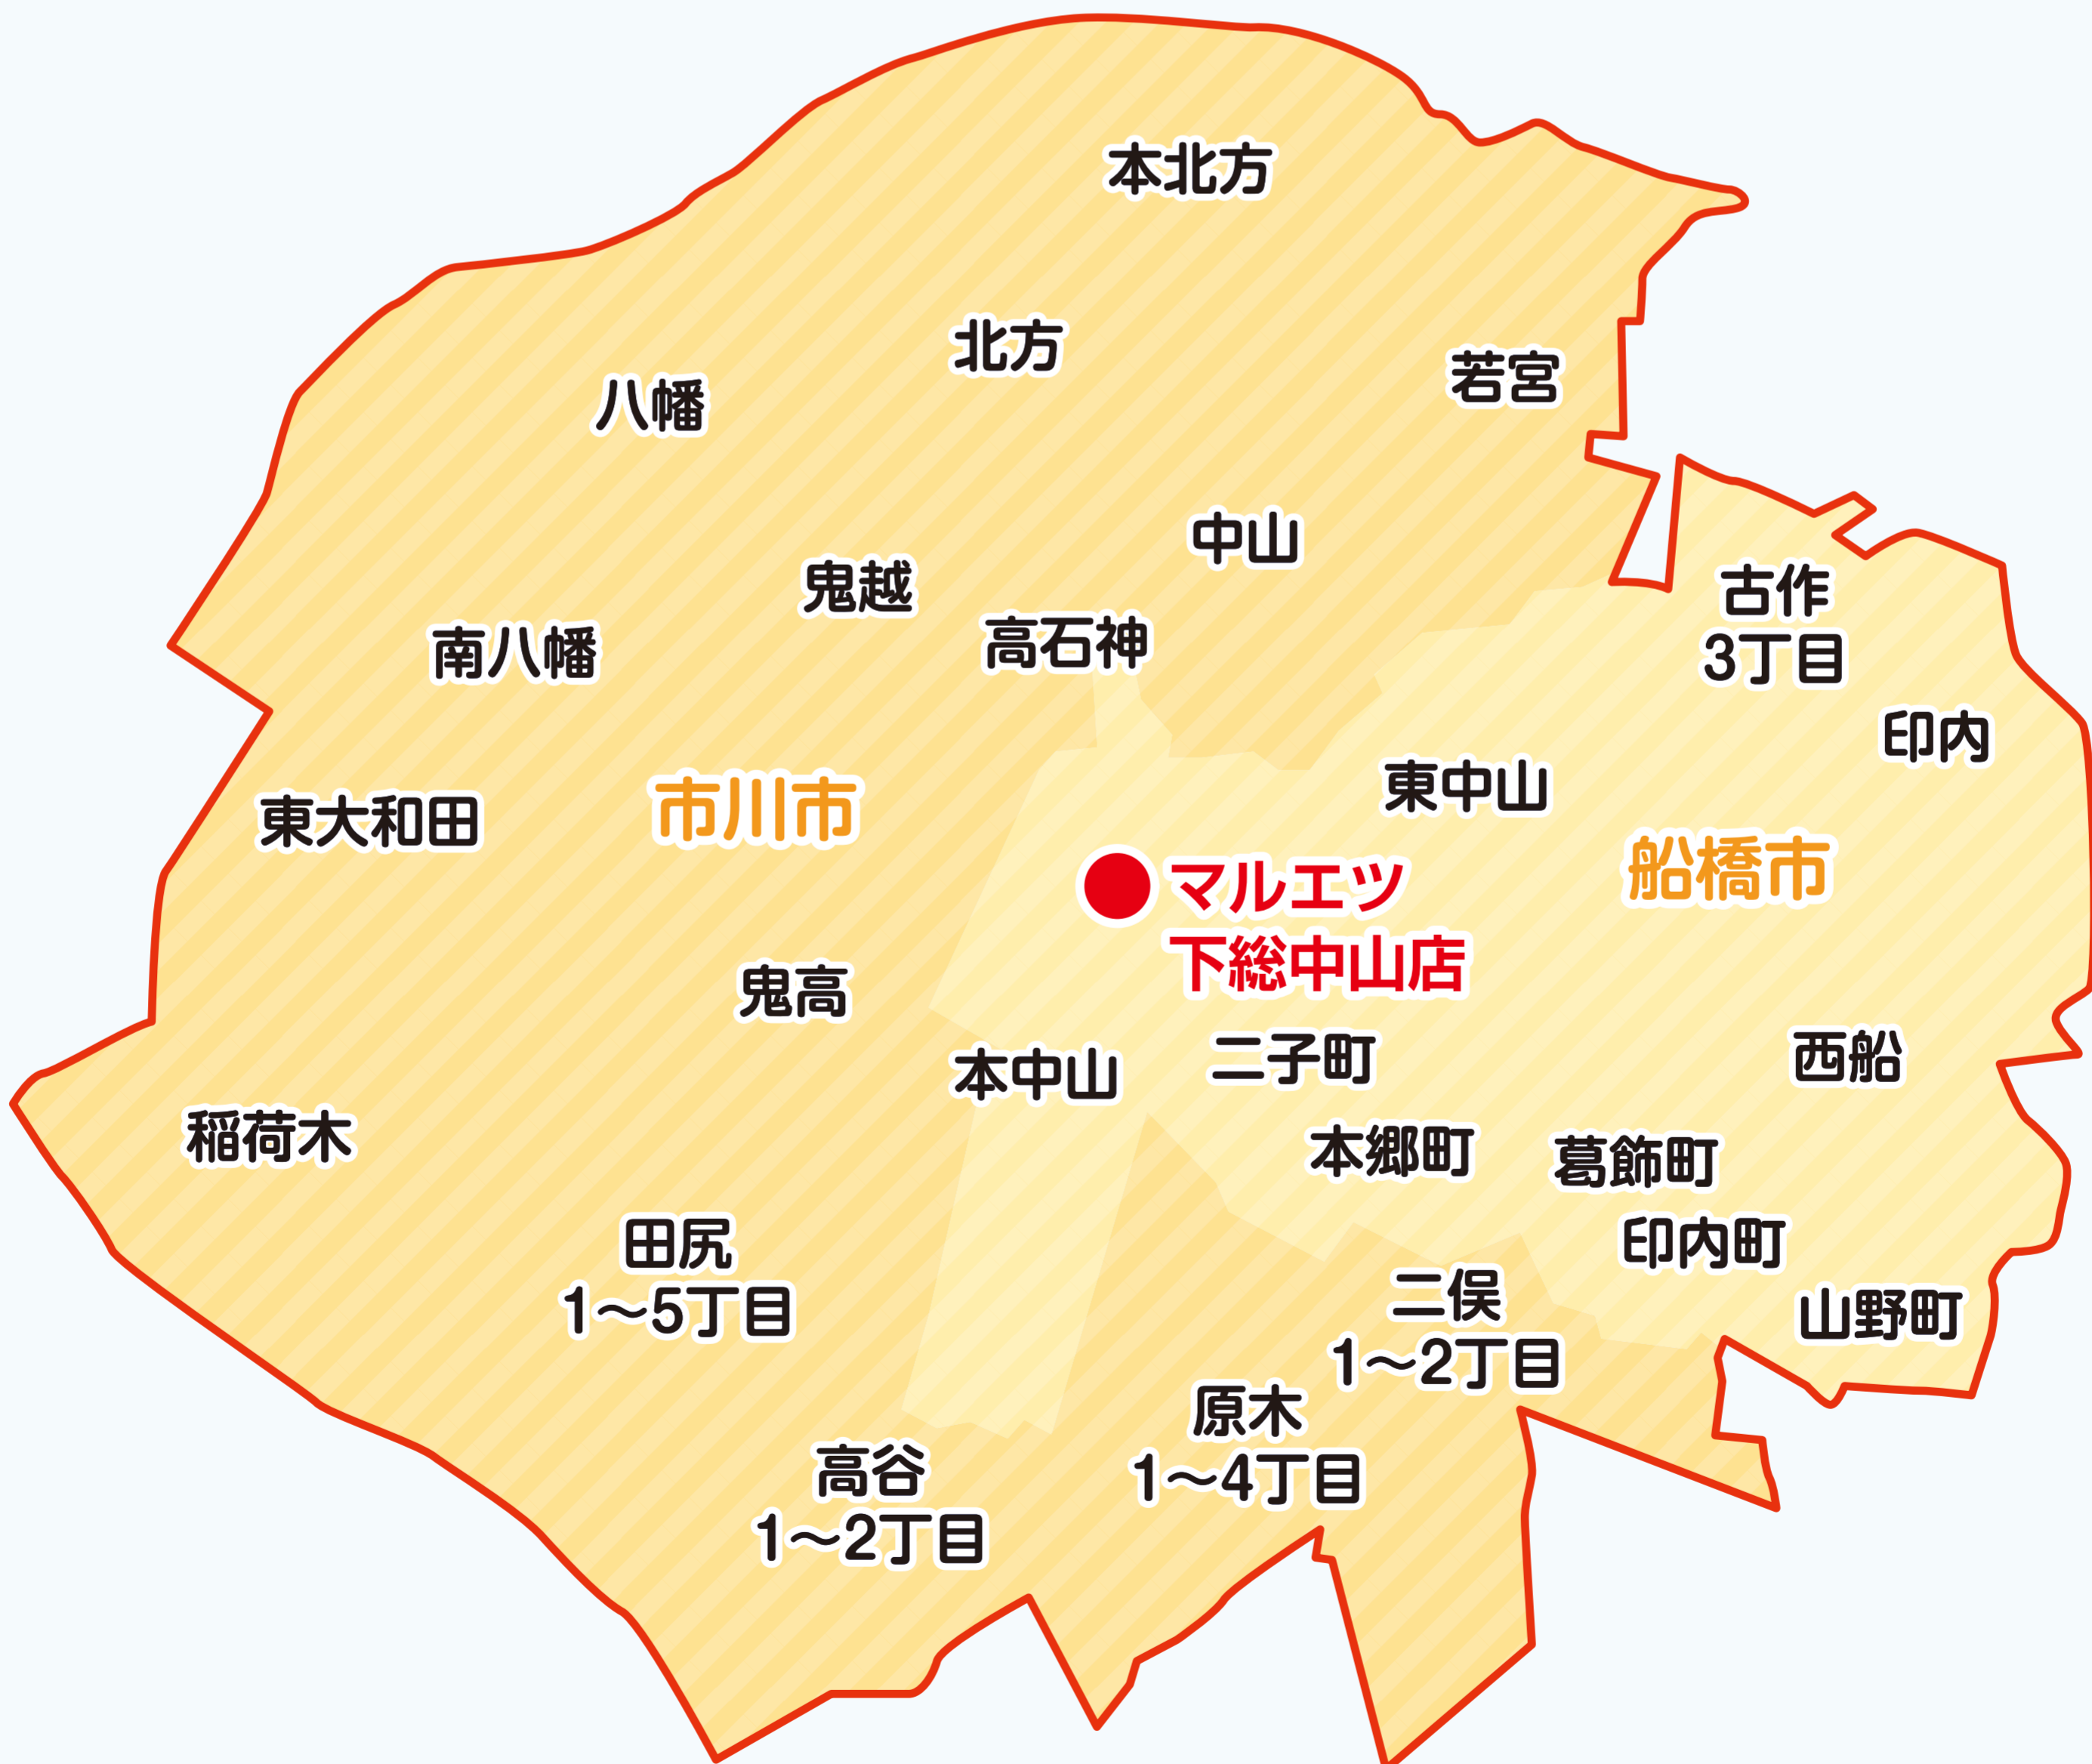 本北方
北方
若宮
八幡
中山
鬼越
古作
3丁目
高石神
南八幡
印内
東中山
市川市
東大和田
船橋市
マルエツ
下総中山店
鬼高
二子町
西船
本中山
稲荷木
本郷町
葛飾町
田尻
1〜5丁目
印内町
二俣
1〜2丁目
山野町
原木
1〜4丁目
高谷
1〜2丁目